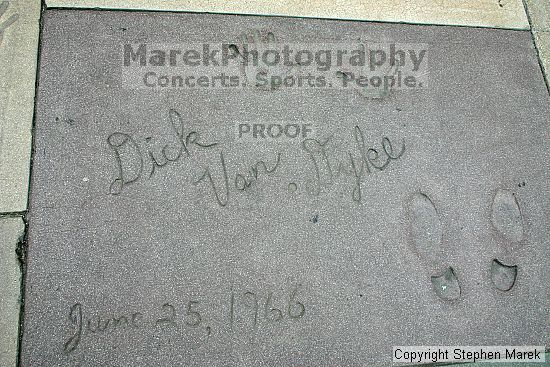 MarekPhotography
Concerts. Sports. People.
PROOF
Dick
Van Dyke
June 25, 1966
Copyright Stephen Marek